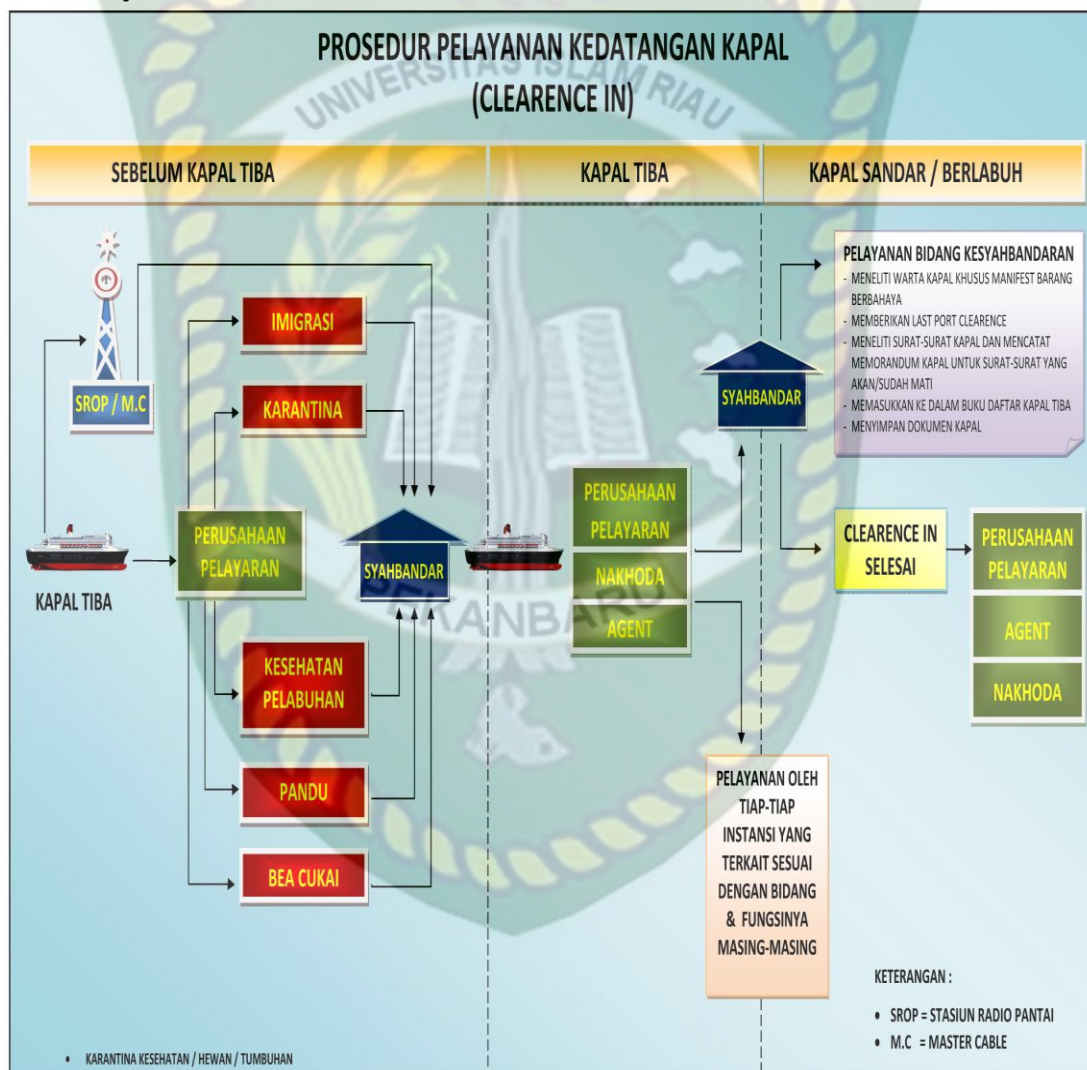 PROSEDUR PELAYANAN KEDATANGAN KAPAL
(CLEARENCE IN)
UNIVERSITAS ISLAM RIAU
SEBELUM KAPAL TIBA
KAPAL TIBA
KAPAL SANDAR / BERLABUH
SROP / M.C
IMIGRASI
KARANTINA
KAPAL TIBA
PERUSAHAAN
PELAYARAN
SYAHBANDAR
KESEHATAN
PELABUHAN
PANDU
BEA CUKAI
PEKANBARU
PERUSAHAAN
PELAYARAN
NAKHODA
AGENT
SYAHBANDAR
PELAYANAN BIDANG KESYAHBANDARAN
- MENELITI WARTA KAPAL KHUSUS MANIFEST BARANG
BERBAHAYA
- MEMBERIKAN LAST PORT CLEARENCE
- MENELITI SURAT-SURAT KAPAL DAN MENCATAT
MEMORANDUM KAPAL UNTUK SURAT-SURAT YANG
AKAN/SUDAH MATI
- MEMASUKKAN KE DALAM BUKU DAFTAR KAPAL TIBA
- MENYIMPAN DOKUMEN KAPAL
CLEARENCE IN
SELESAI
PERUSAHAAN
PELAYARAN
AGENT
NAKHODA
PELAYANAN OLEH
TIAP-TIAP
INSTANSI YANG
TERKAIT SESUAI
DENGAN BIDANG
& FUNGSINYA
MASING-MASING
KETERANGAN :
• SROP = STASIUN RADIO PANTAI
• M.C = MASTER CABLE
• KARANTINA KESEHATAN / HEWAN / TUMBUHAN